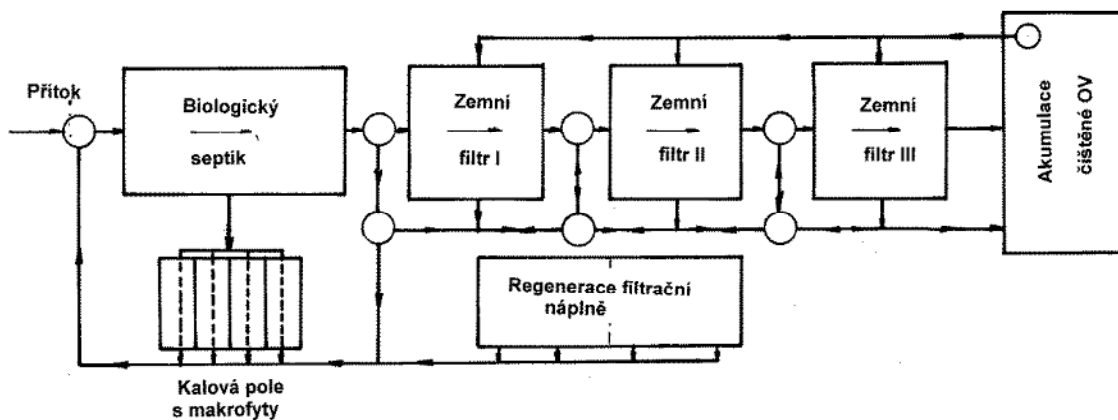 Přítok
Biologický
septik
Zemní
filtr I
Zemní
filtr II
Zemní
filtr III
Akumulace
čištěné OV
Regenerace filtrační
náplně
Kalová pole
s makrofyty